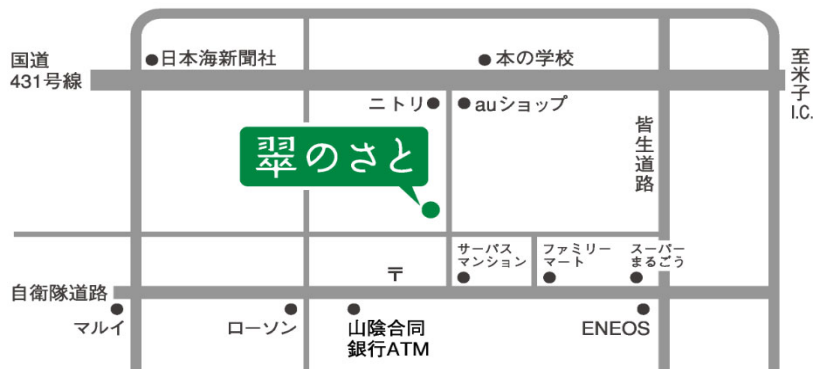 国道
431号線
日本海新聞社
本の学校
至米子I.C.
ニトリ
auショップ
皆生道路
翠のさと
サーパス
マンション
ファミリー
マート
スーパー
まるごう
〒
自衛隊道路
マルイ
ローソン
山陰合同
銀行ATM
ENEOS